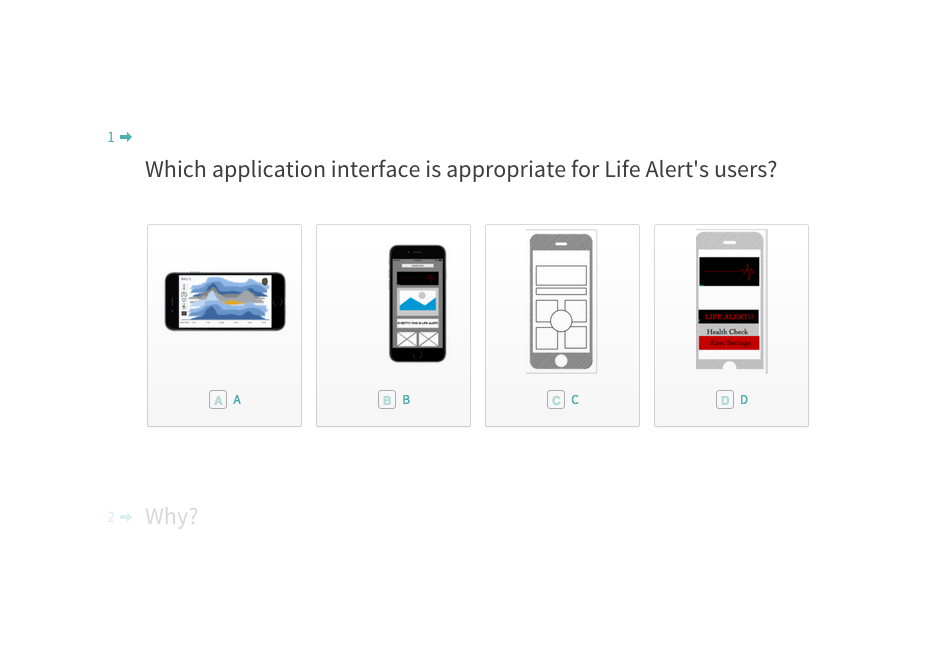 1
Which application interface is appropriate for Life Alert's users?
LIFE ALERT!!
Health Check
Alert Settings
A A
B B
C C
D D
2 Why?